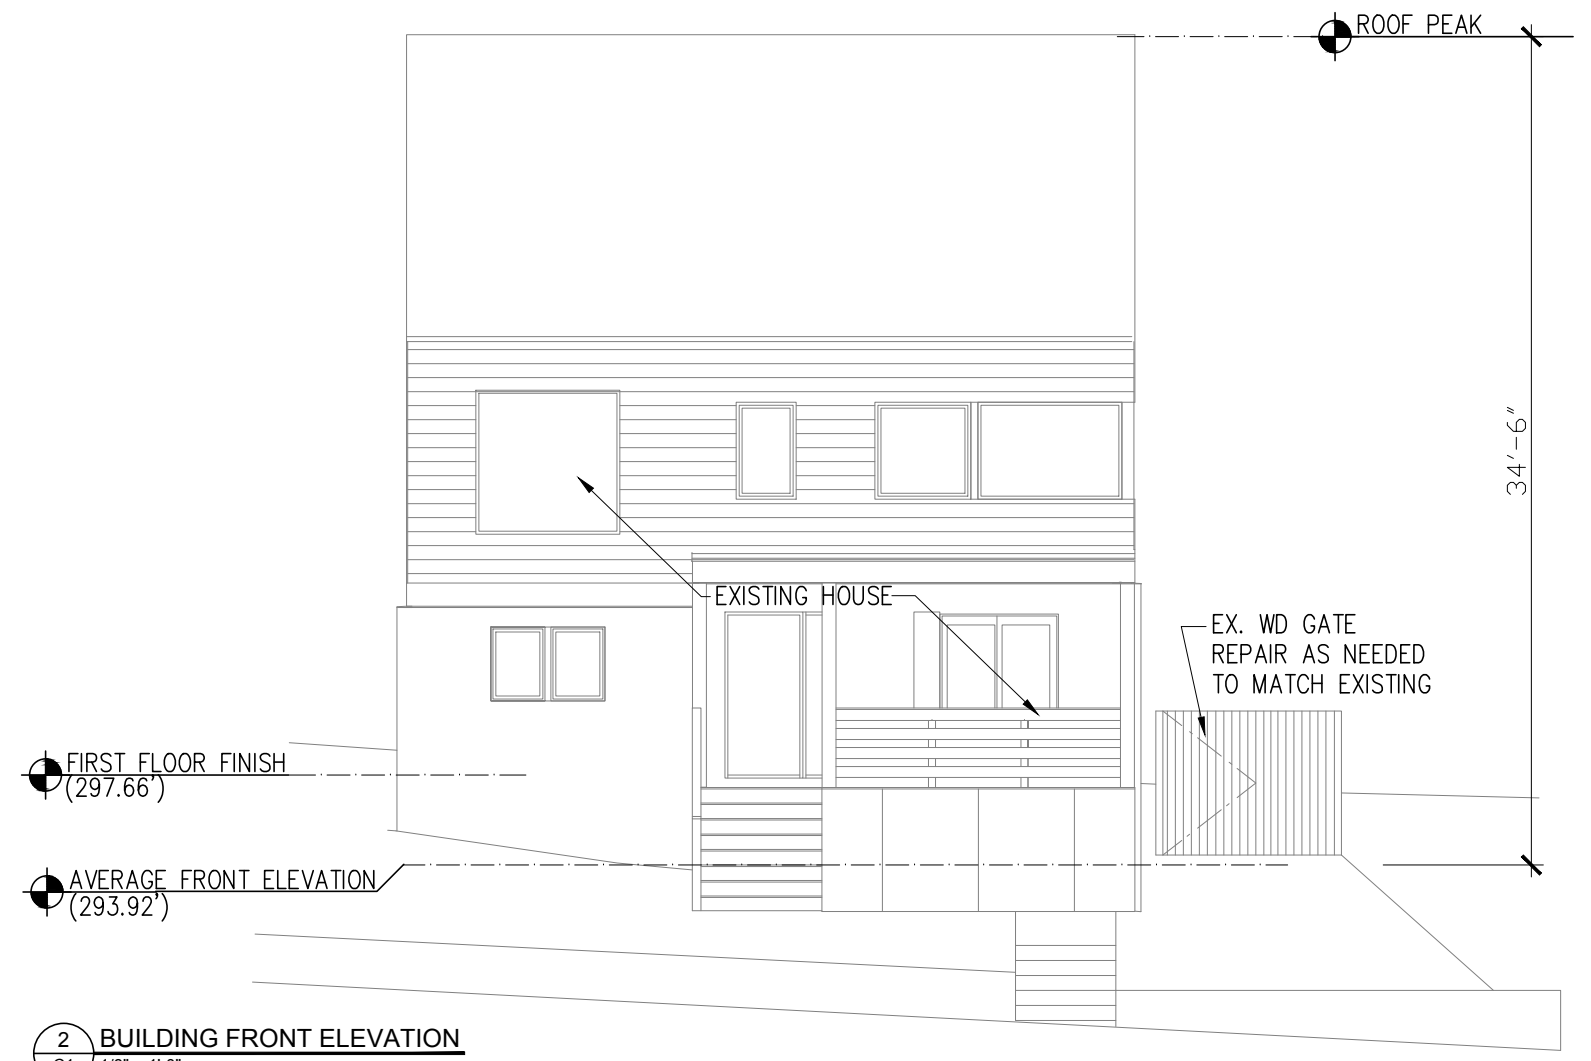 ROOF PEAK
34'-6"
EXISTING HOUSE
EX. WD GATE
REPAIR AS NEEDED
TO MATCH EXISTING
FIRST FLOOR FINISH
(297.66')
AVERAGE FRONT ELEVATION
(293.92')
2
BUILDING FRONT ELEVATION